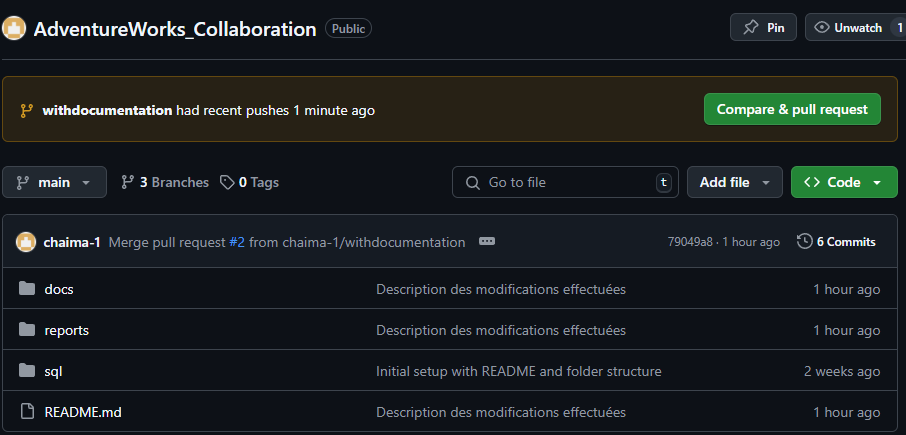 AdventureWorks_Collaboration Public Pin Unwatch 1
withdocumentation had recent pushes 1 minute ago Compare & pull request
main 3 Branches 0 Tags Go to file t Add file Code
chaima-1 Merge pull request #2 from chaima-1/withdocumentation 79049a8 · 1 hour ago 6 Commits
docs Description des modifications effectuées 1 hour ago
reports Description des modifications effectuées 1 hour ago
sql Initial setup with README and folder structure 2 weeks ago
README.md Description des modifications effectuées 1 hour ago